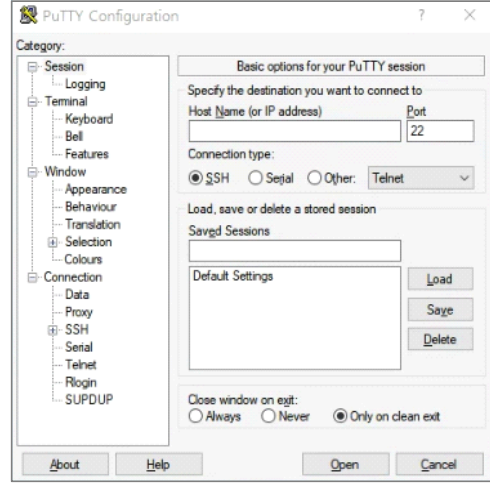 PuTTY Configuration
?
Category:
Session
Logging
Terminal
Keyboard
Bell
Features
Window
Appearance
Behaviour
Translation
Selection
Colours
Connection
Data
Proxy
SSH
Serial
Telnet
Rlogin
SUPDUP
Basic options for your PuTTY session
Specify the destination you want to connect to
Host Name (or IP address) Port
22
Connection type:
SSH Serial Other: Telnet
Load, save or delete a stored session
Saved Sessions
Default Settings
Load
Save
Delete
Close window on exit:
Always Never Only on clean exit
About Help Open Cancel